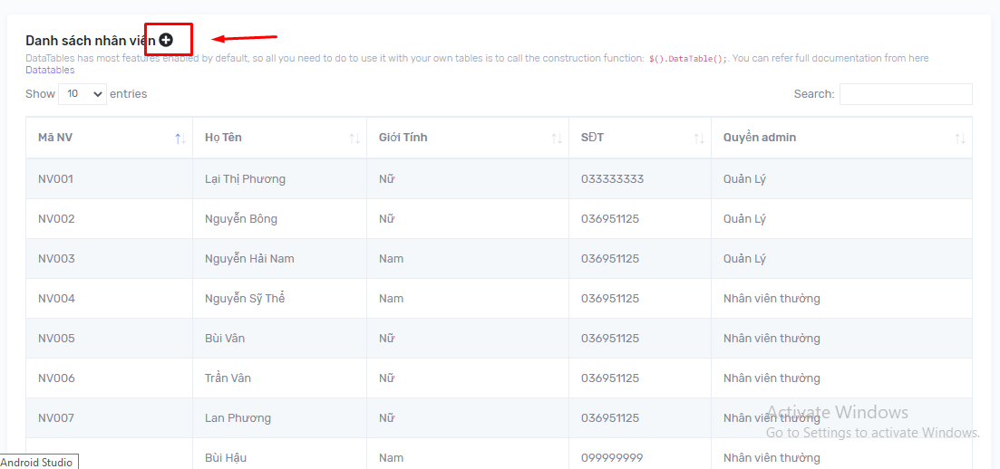 Danh sách nhân viên
DataTables has most features enabled by default, so all you need to do to use it with your own tables is to call the construction function: $().DataTable();. You can refer full documentation from here
Datatables
Show 10 entries Search:
Mã NV Họ Tên Giới Tính SĐT Quyền admin
NV001 Lại Thị Phương Nữ 033333333 Quản Lý
NV002 Nguyễn Bông Nữ 036951125 Quản Lý
NV003 Nguyễn Hải Nam Nam 036951125 Quản Lý
NV004 Nguyễn Sỹ Thể Nam 036951125 Nhân viên thường
NV005 Bùi Vân Nữ 036951125 Nhân viên thường
NV006 Trần Vân Nữ 036951125 Nhân viên thường
NV007 Lan Phương Nữ 036951125 Nhân viên thường
Activate Windows
Go to Settings to activate Windows.
Bùi Hậu Nam 099999999 Nhân viên thường
Android Studio